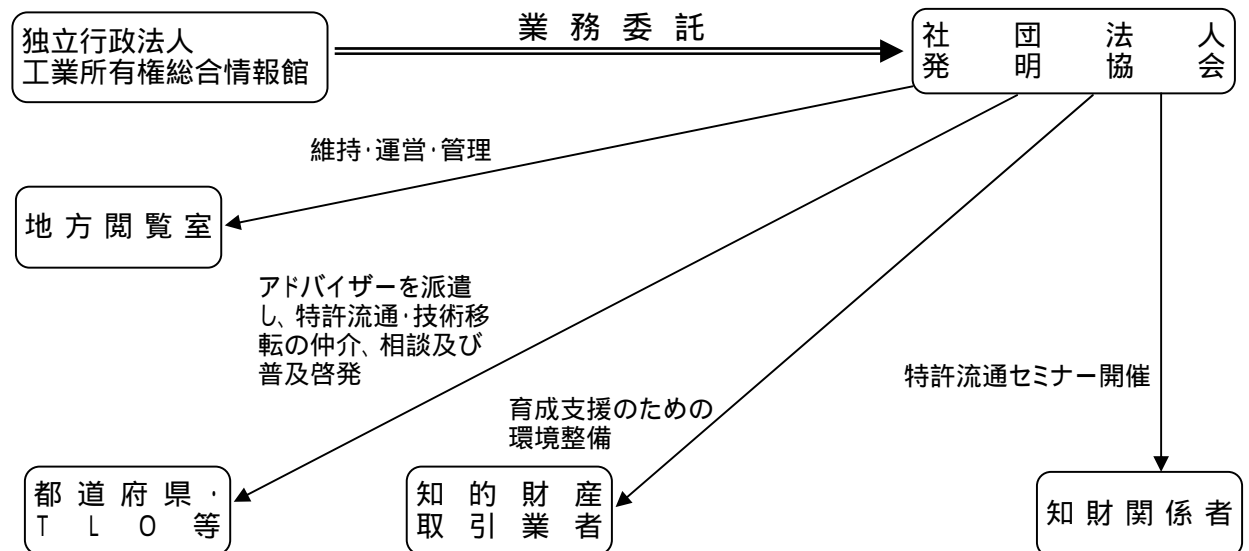 業務委託
独立行政法人
工業所有権総合情報館
社団法人
発明協会
維持・運営・管理
地方閲覧室
アドバイザーを派遣
し、特許流通・技術移
転の仲介、相談及び
普及啓発
特許流通セミナー開催
育成支援のための
環境整備
都道府県・
TLO等
知的財産
取引業者
知財関係者